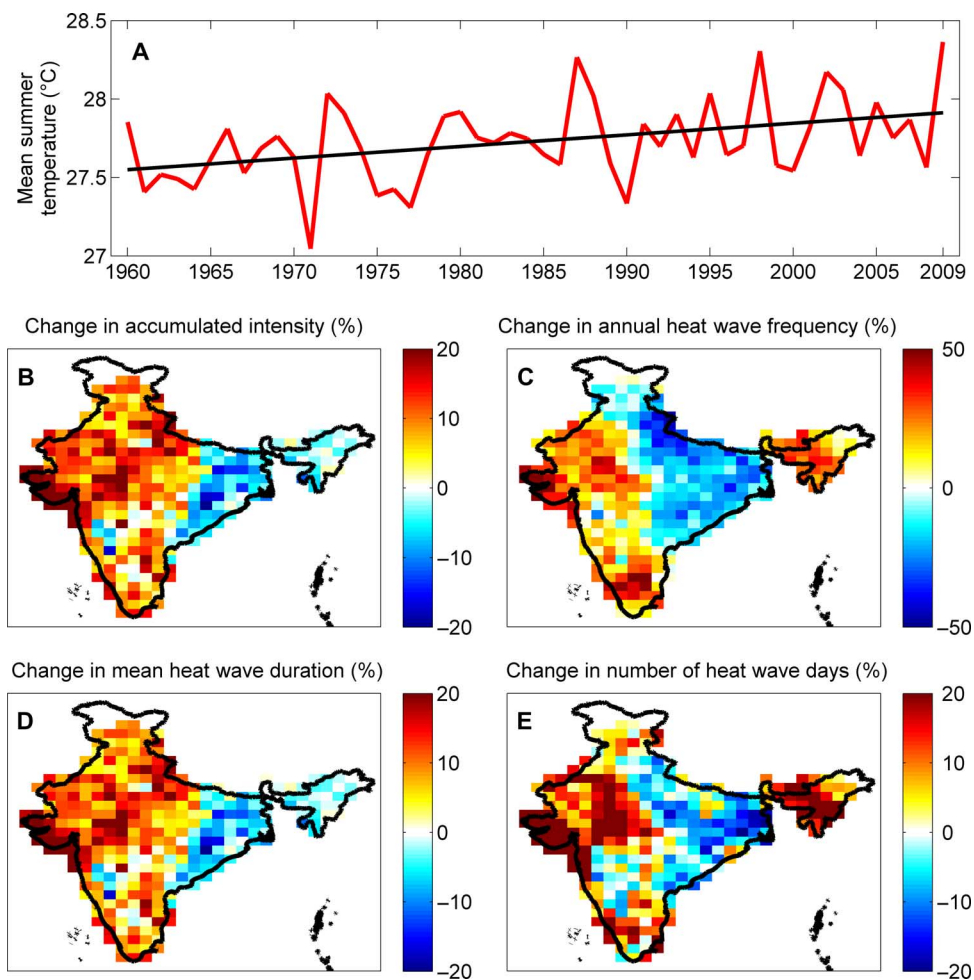 28.5
A
28
27.5
27
Mean summer
temperature (°C)
1960 1965 1970 1975 1980 1985 1990 1995 2000 2005 2009
Change in accumulated intensity (%)
B
20
10
0
–10
–20
Change in annual heat wave frequency (%)
C
50
0
–50
Change in mean heat wave duration (%)
D
20
10
0
–10
–20
Change in number of heat wave days (%)
E
20
10
0
–10
–20